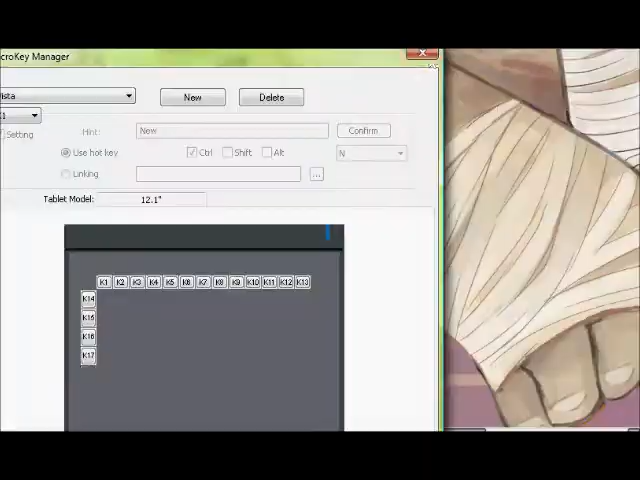 croKey Manager
ista
New
Delete
1
Setting
Hint:
New
Confirm
Use hot key
Ctrl
Shift
Alt
N
Linking
...
Tablet Model:
12.1"
K1 K2 K3 K4 K5 K6 K7 K8 K9 K10 K11 K12 K13
K14
K15
K16
K17